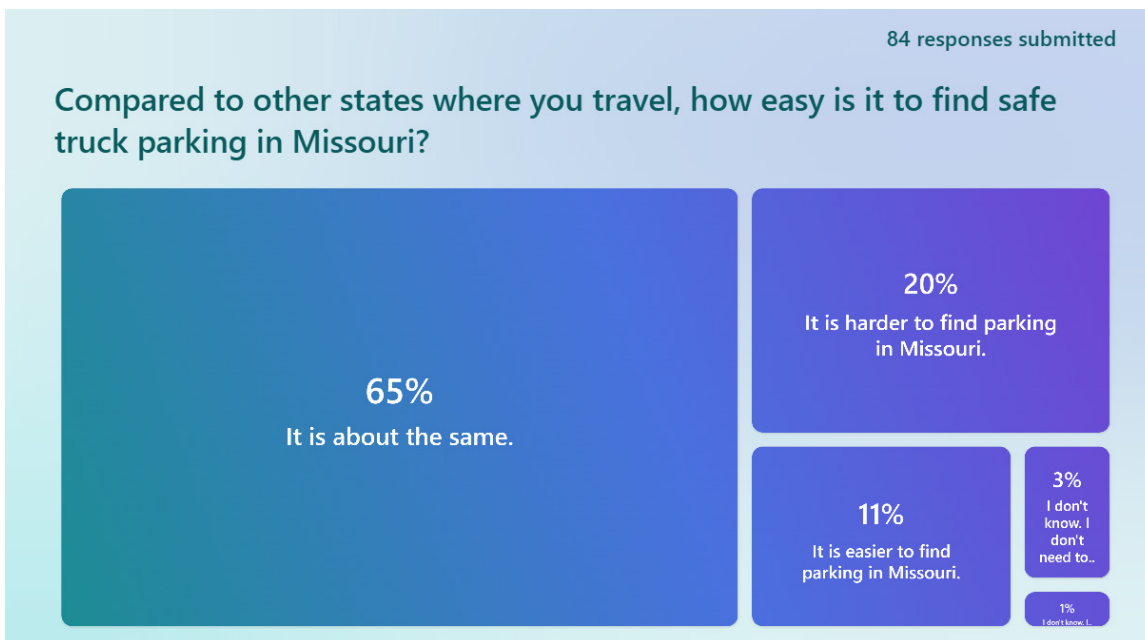 84 responses submitted
Compared to other states where you travel, how easy is it to find safe
truck parking in Missouri?
65%
It is about the same.
20%
It is harder to find parking
in Missouri.
11%
It is easier to find
parking in Missouri.
3%
I don't
know. I
don't
need to..
1%
I don't know. I..